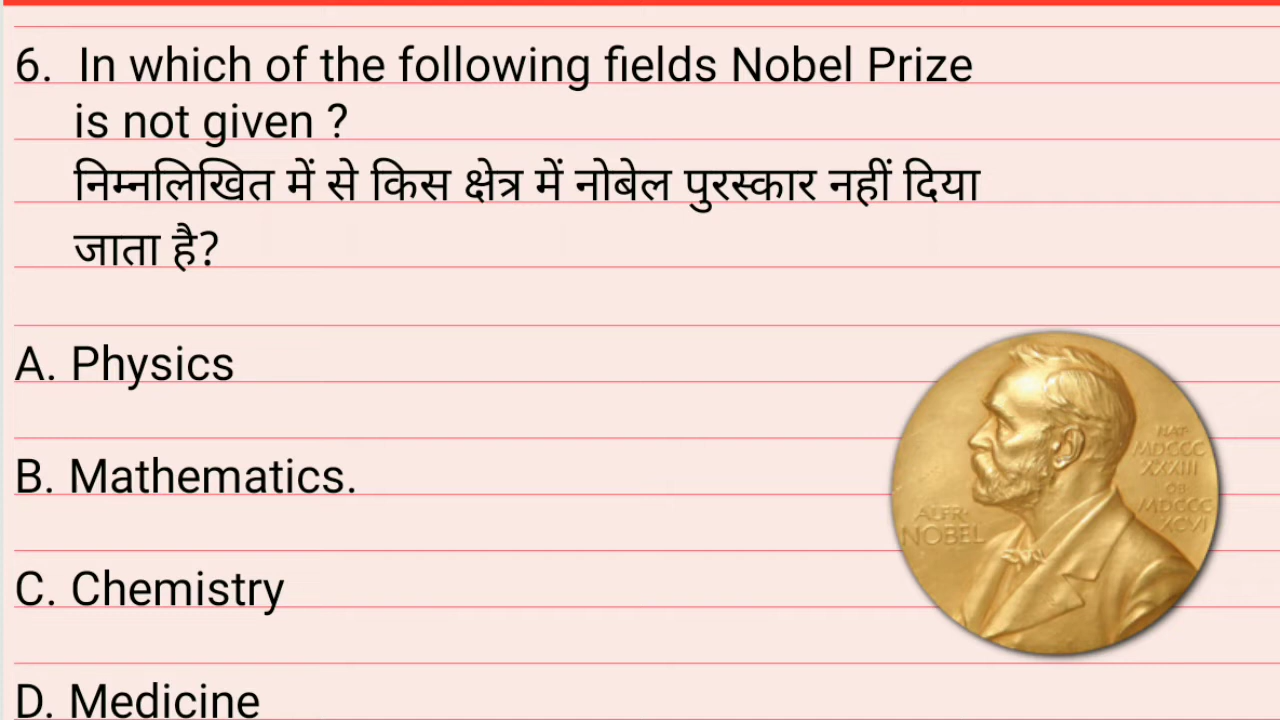 6. In which of the following fields Nobel Prize
is not given ?
निम्नलिखित में से किस क्षेत्र में नोबेल पुरस्कार नहीं दिया
जाता है?
A. Physics
B. Mathematics.
C. Chemistry
D. Medicine
ALFR·
NOBEL
NAT·
MDCCC
XXXIII
OB·
MDCCC
XCVI